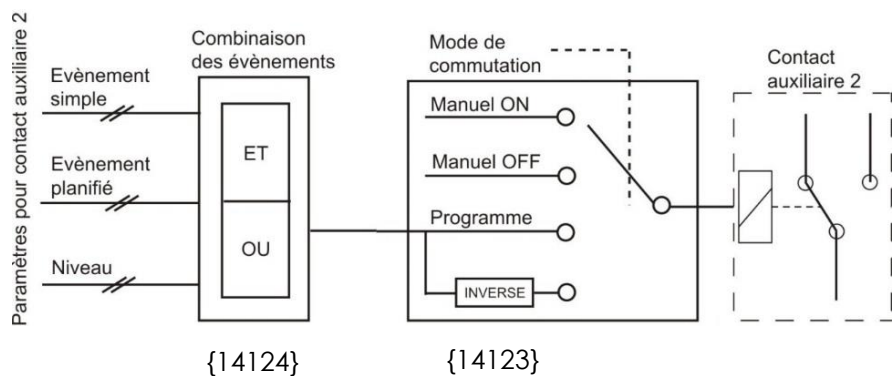 Paramètres pour contact auxiliaire 2
Evènement
simple
Evènement
planifié
Niveau
Combinaison
des évènements
ET
OU
{14124}
Mode de
commutation
Manuel ON
Manuel OFF
Programme
INVERSE
{14123}
Contact
auxiliaire 2